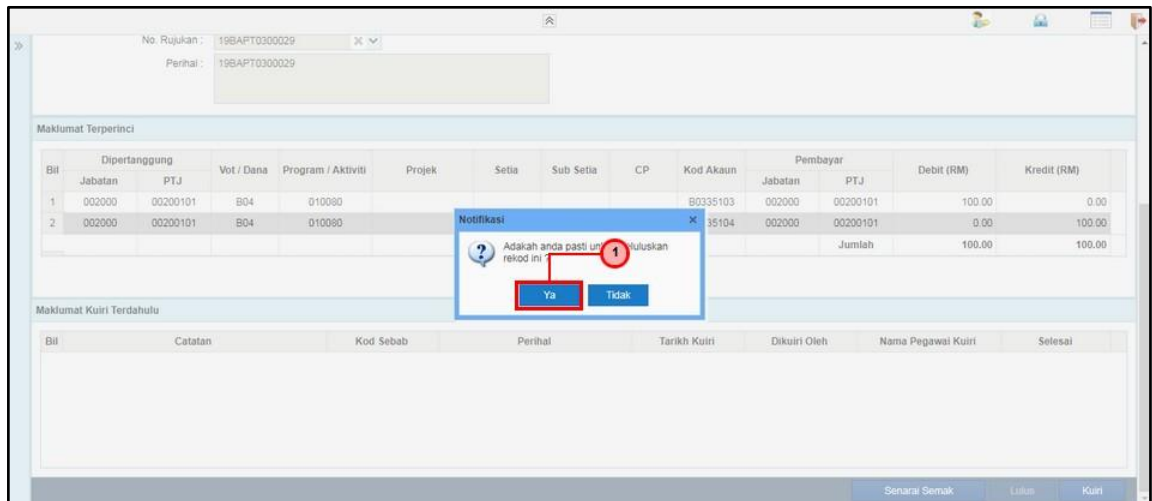 No. Rujukan : 19BAPT0300029
Perihal : 19BAPT0300029
Maklumat Terperinci
Bil Dipertanggung Vot / Dana Program / Aktiviti Projek Setia Sub Setia CP Kod Akaun Pembayar Debit (RM) Kredit (RM)
Jabatan PTJ Jabatan PTJ
1 002000 00200101 B04 010080 B0335103 002000 00200101 100.00 0.00
2 002000 00200101 B04 010080 35104 002000 00200101 0.00 100.00
Jumlah 100.00 100.00
Notifikasi
Adakah anda pasti luluskan
rekod ini ?
1
Ya Tidak
Maklumat Kuiri Terdahulu
Bil Catatan Kod Sebab Perihal Tarikh Kuiri Dikuiri Oleh Nama Pegawai Kuiri Selesai
Senarai Semak Lulus Kuiri